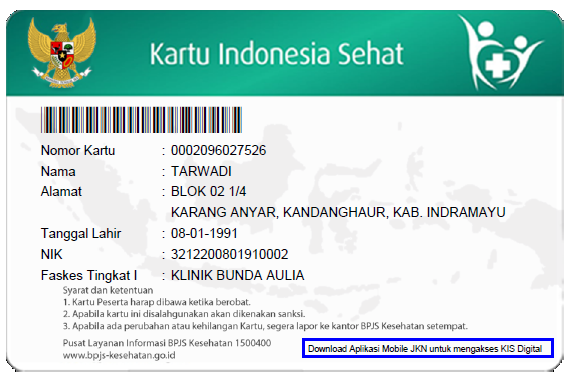 Kartu Indonesia Sehat
Nomor Kartu : 0002096027526
Nama : TARWADI
Alamat : BLOK 02 1/4
KARANG ANYAR, KANDANGHAUR, KAB. INDRAMAYU
Tanggal Lahir : 08-01-1991
NIK : 3212200801910002
Faskes Tingkat I : KLINIK BUNDA AULIA
Syarat dan ketentuan
1. Kartu Peserta harap dibawa ketika berobat.
2. Apabila kartu ini disalahgunakan akan dikenakan sanksi.
3. Apabila ada perubahan atau kehilangan Kartu, segera lapor ke kantor BPJS Kesehatan setempat.
Pusat Layanan Informasi BPJS Kesehatan 1500400
www.bpjs-kesehatan.go.id
Download Aplikasi Mobile JKN untuk mengakses KIS Digital